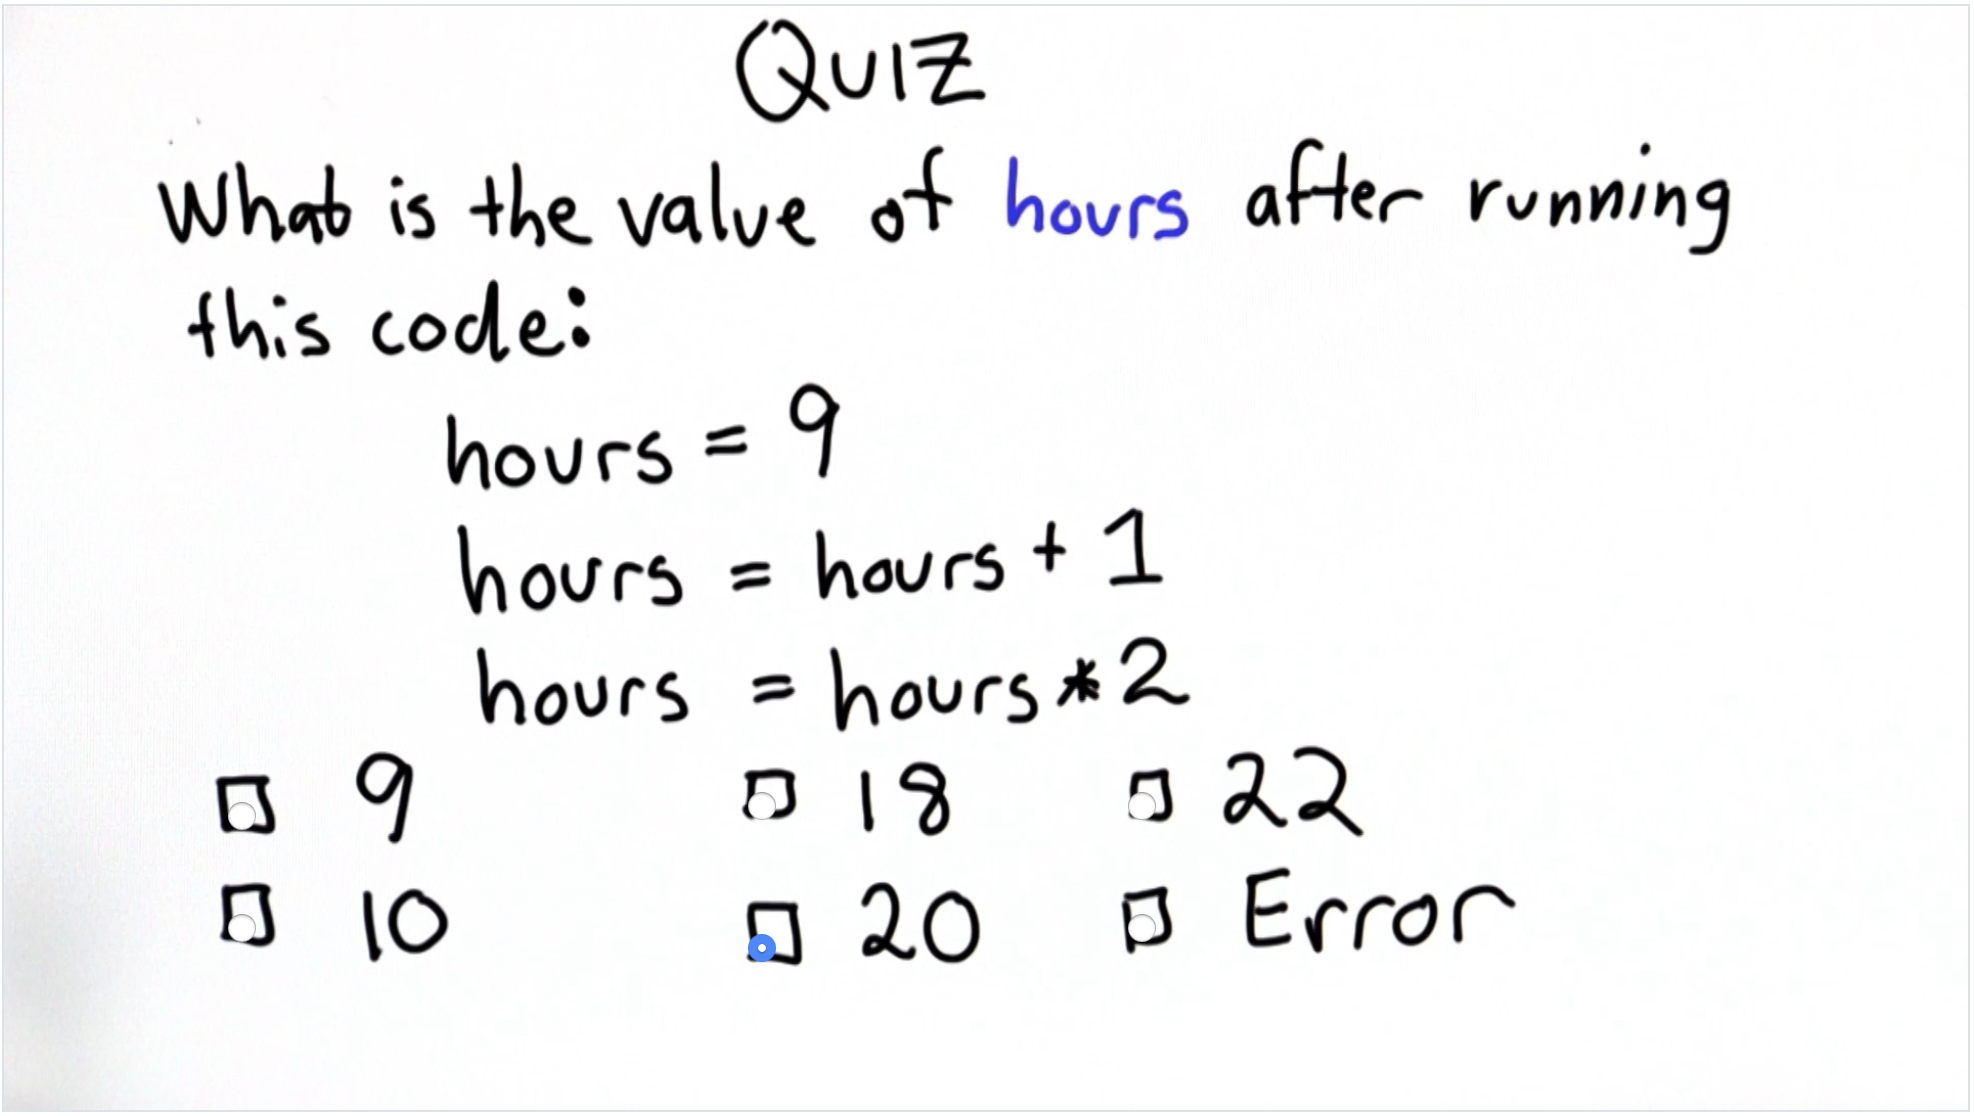 QUIZ
What is the value of hours after running
this code:
hours = 9
hours = hours + 1
hours = hours * 2
9 18 22
10 20 Error